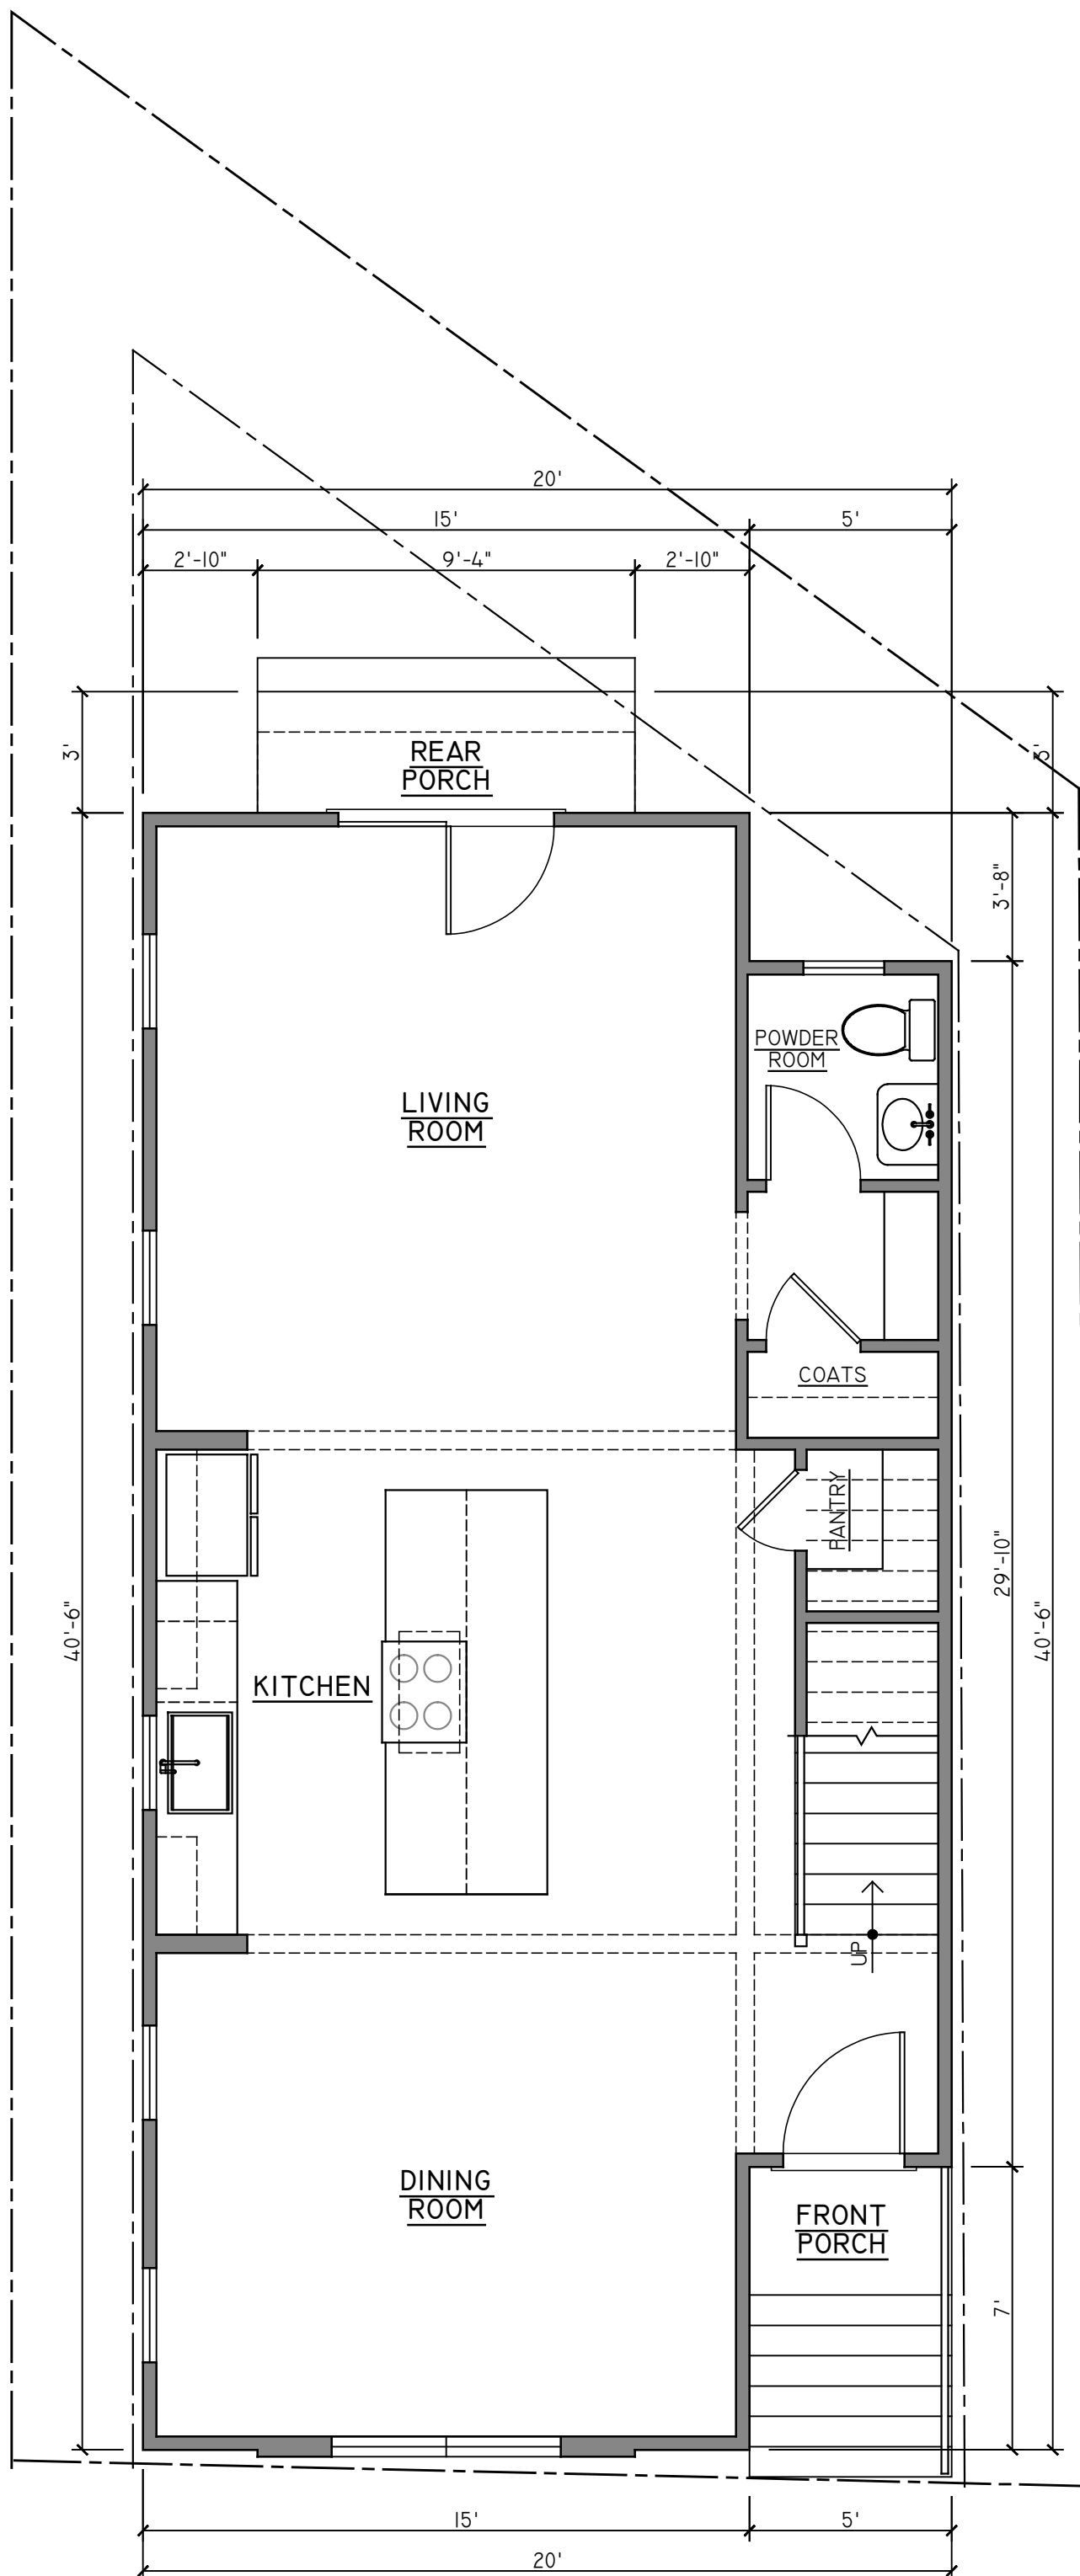 20'
15'
5'
2'-10"
9'-4"
2'-10"
3'
3'
REAR
PORCH
3'-8"
POWDER
ROOM
LIVING
ROOM
COATS
PANTRY
29'-10"
40'-6"
40'-6"
KITCHEN
UP
DINING
ROOM
FRONT
PORCH
7'
15'
5'
20'